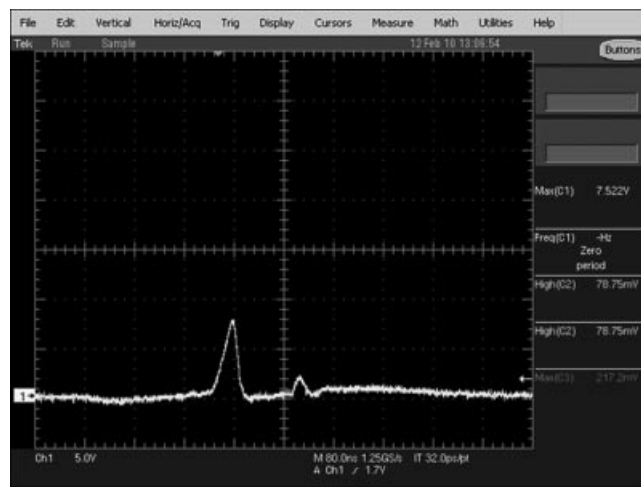 File Edit Vertical Horiz/Acq Trig Display Cursors Measure Math Utilities Help
Tek Run Sample 12 Feb 10 13:06:54 Buttons
Max(C1) 7.522V
Freq(C1) -Hz
Zero
period
High(C2) 78.75mV
High(C2) 78.75mV
Max(C3) 217.2mV
1
Ch1 5.0V M 80.0ns 1.25GS/s IT 32.0ps/pt
A Ch1 / 1.7V